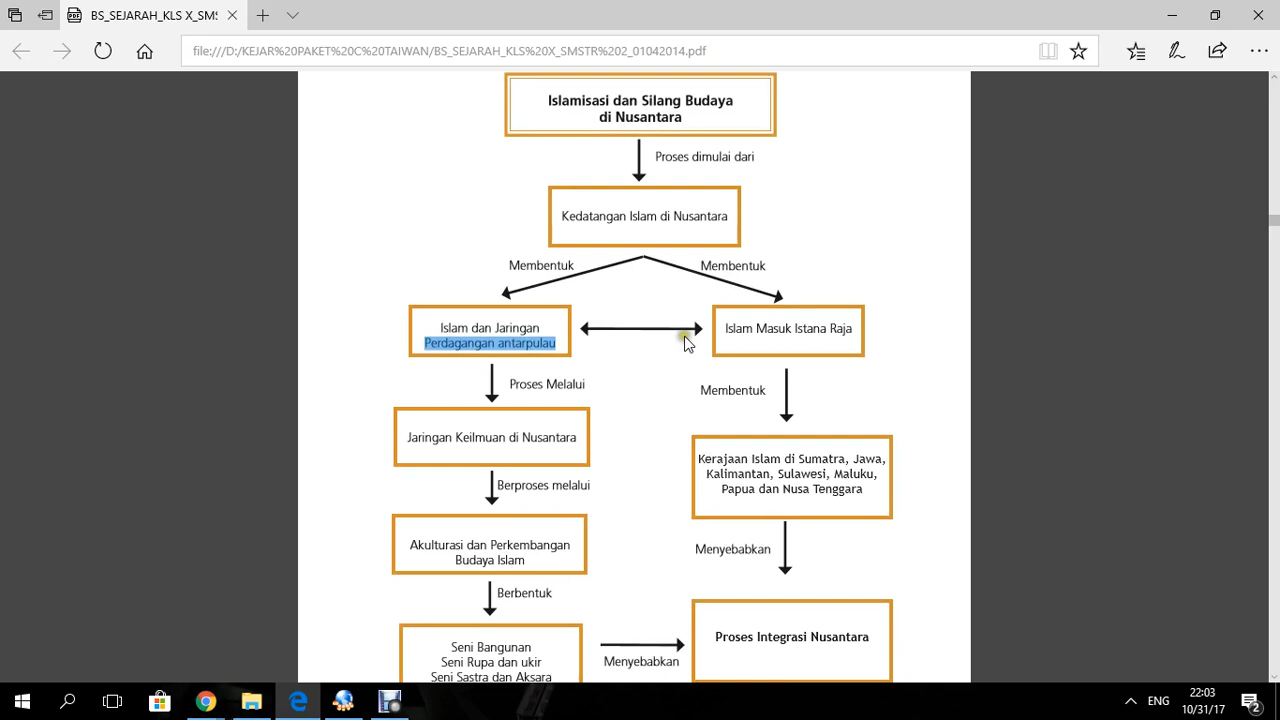 BS_SEJARAH_KLS X_SMS
file:///D:/KEJAR%20PAKET%20C%20TAIWAN/BS_SEJARAH_KLS%20X_SMSTR%202_01042014.pdf
Islamisasi dan Silang Budaya
di Nusantara
Proses dimulai dari
Kedatangan Islam di Nusantara
Membentuk
Membentuk
Islam dan Jaringan
Perdagangan antarpulau
Islam Masuk Istana Raja
Proses Melalui
Membentuk
Jaringan Keilmuan di Nusantara
Kerajaan Islam di Sumatra, Jawa,
Kalimantan, Sulawesi, Maluku,
Papua dan Nusa Tenggara
Berproses melalui
Akulturasi dan Perkembangan
Budaya Islam
Menyebabkan
Berbentuk
Seni Bangunan
Seni Rupa dan ukir
Seni Sastra dan Aksara
Menyebabkan
Proses Integrasi Nusantara
ENG
22:03
10/31/17
2